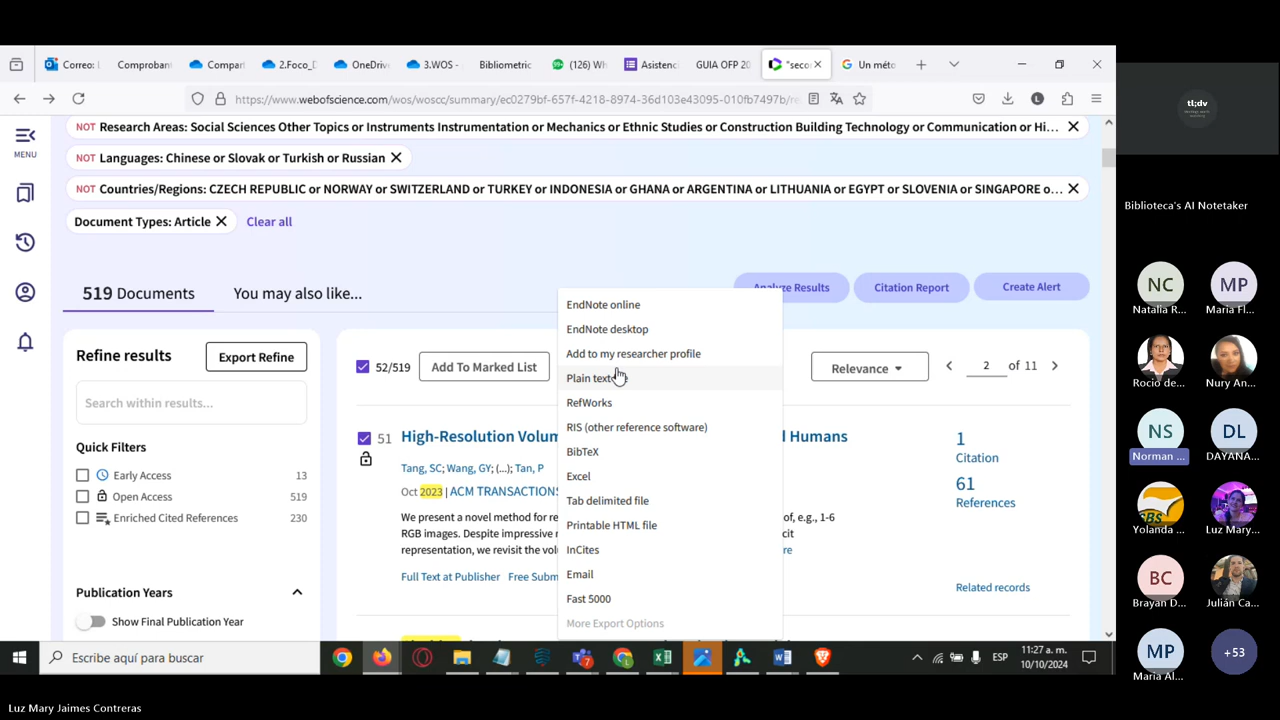 Correo: L
Comprobant
Compart
2.Foco_D
OneDrive
3.WOS -
Bibliometric
(126) Wh
Asistenc
GUIA OFP 20
"seco
Un méto
https://www.webofscience.com/wos/woscc/summary/ec0279bf-657f-4218-8974-36d103e43095-010fb7497b/re
MENU
NOT Research Areas: Social Sciences Other Topics or Instruments Instrumentation or Mechanics or Ethnic Studies or Construction Building Technology or Communication or Hi...
NOT Languages: Chinese or Slovak or Turkish or Russian
NOT Countries/Regions: CZECH REPUBLIC or NORWAY or SWITZERLAND or TURKEY or INDONESIA or GHANA or ARGENTINA or LITHUANIA or EGYPT or SLOVENIA or SINGAPORE o...
Document Types: Article
Clear all
519 Documents
You may also like...
Analyze Results
Citation Report
Create Alert
Refine results
Export Refine
Search within results...
Quick Filters
Early Access 13
Open Access 519
Enriched Cited References 230
Publication Years
Show Final Publication Year
52/519
Add To Marked List
Relevance
2 of 11
EndNote online
EndNote desktop
Add to my researcher profile
Plain text
RefWorks
RIS (other reference software)
BibTeX
Excel
Tab delimited file
Printable HTML file
InCites
Email
Fast 5000
More Export Options
51
High-Resolution Volum
d Humans
Tang, SC; Wang, GY; (...); Tan, P
Oct 2023 | ACM TRANSACTIONS
We present a novel method for re
of, e.g., 1-6
RGB images. Despite impressive r
cit
representation, we revisit the volu
re
Full Text at Publisher
Free Subm
1
Citation
61
References
Related records
Escribe aquí para buscar
ESP
11:27 a. m.
10/10/2024
tl;dv
Biblioteca's AI Notetaker
NC
Natalia R...
MP
Maria Fl...
Rocio de...
Nury An...
NS
Norman ...
DL
DAYANA...
SBS
Yolanda ...
Luz Mary...
BC
Brayan D...
Julián Ca...
MP
Maria Al...
+53
Luz Mary Jaimes Contreras